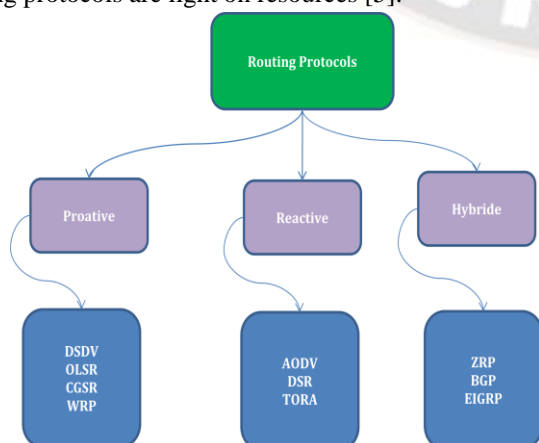 ng protocols are light on resources [5].
Routing Protocols
Proative
Reactive
Hybride
DSDV
OLSR
CGSR
WRP
AODV
DSR
TORA
ZRP
BGP
EIGRP